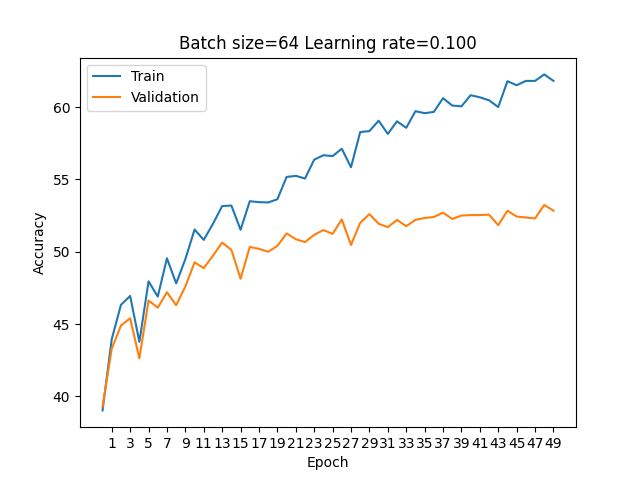 Batch size=64 Learning rate=0.100
Train
Validation
60
55
50
45
40
Accuracy
1 3 5 7 9 11 13 15 17 19 21 23 25 27 29 31 33 35 37 39 41 43 45 47 49
Epoch